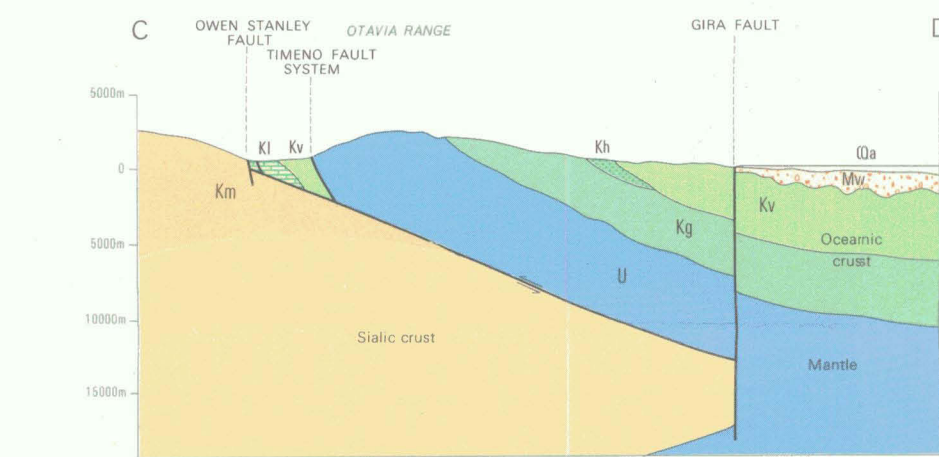 C
OWEN STANLEY
FAULT
OTAVIA RANGE
TIMENO FAULT
SYSTEM
GIRA FAULT
D
5000m
0
5000m
10000m
15000m
Kl
Kv
Kh
Qa
Mw
Km
Kv
Kg
Oceanic
crust
U
Sialic crust
Mantle